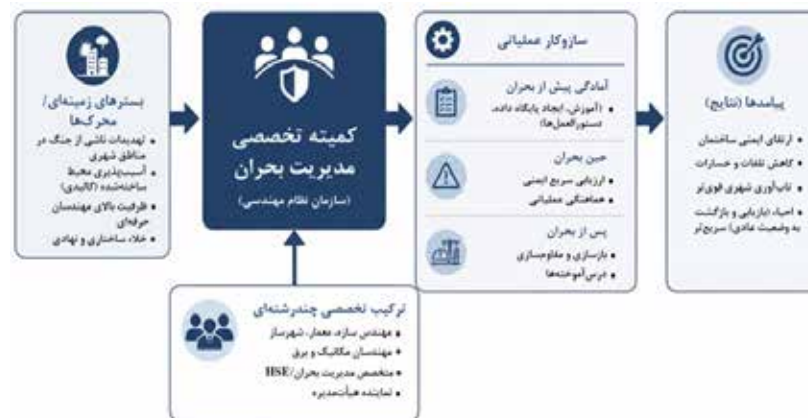 بسترهای زمینه‌ای/
محرک‌ها
تهدیدات ناشی از جنگ در
مناطق شهری
آسیب‌پذیری محیط
ساخته‌شده (کالبدی)
ظرفیت بالای مهندسان
حرفه‌ای
خلاء ساختاری و نهادی
کمیته تخصصی
مدیریت بحران
(سازمان نظام مهندسی)
ترکیب تخصصی چندرشته‌ای
مهندس سازه، معمار، شهرساز
مهندسان مکانیک و برق
متخصص مدیریت بحران/HSE
نماینده هیأت‌مدیره
سازوکار عملیاتی
آمادگی پیش از بحران
(آموزش، ایجاد پایگاه داده،
دستورالعمل‌ها)
حین بحران
ارزیابی سریع ایمنی
هماهنگی عملیاتی
پس از بحران
بازسازی و مقاوم‌سازی
درس‌آموخته‌ها
پیامدها (نتایج)
ارتقای ایمنی ساختمان
کاهش تلفات و خسارات
تاب‌آوری شهری قوی‌تر
احیاء (بازیابی و بازگشت
به وضعیت عادی) سریع‌تر